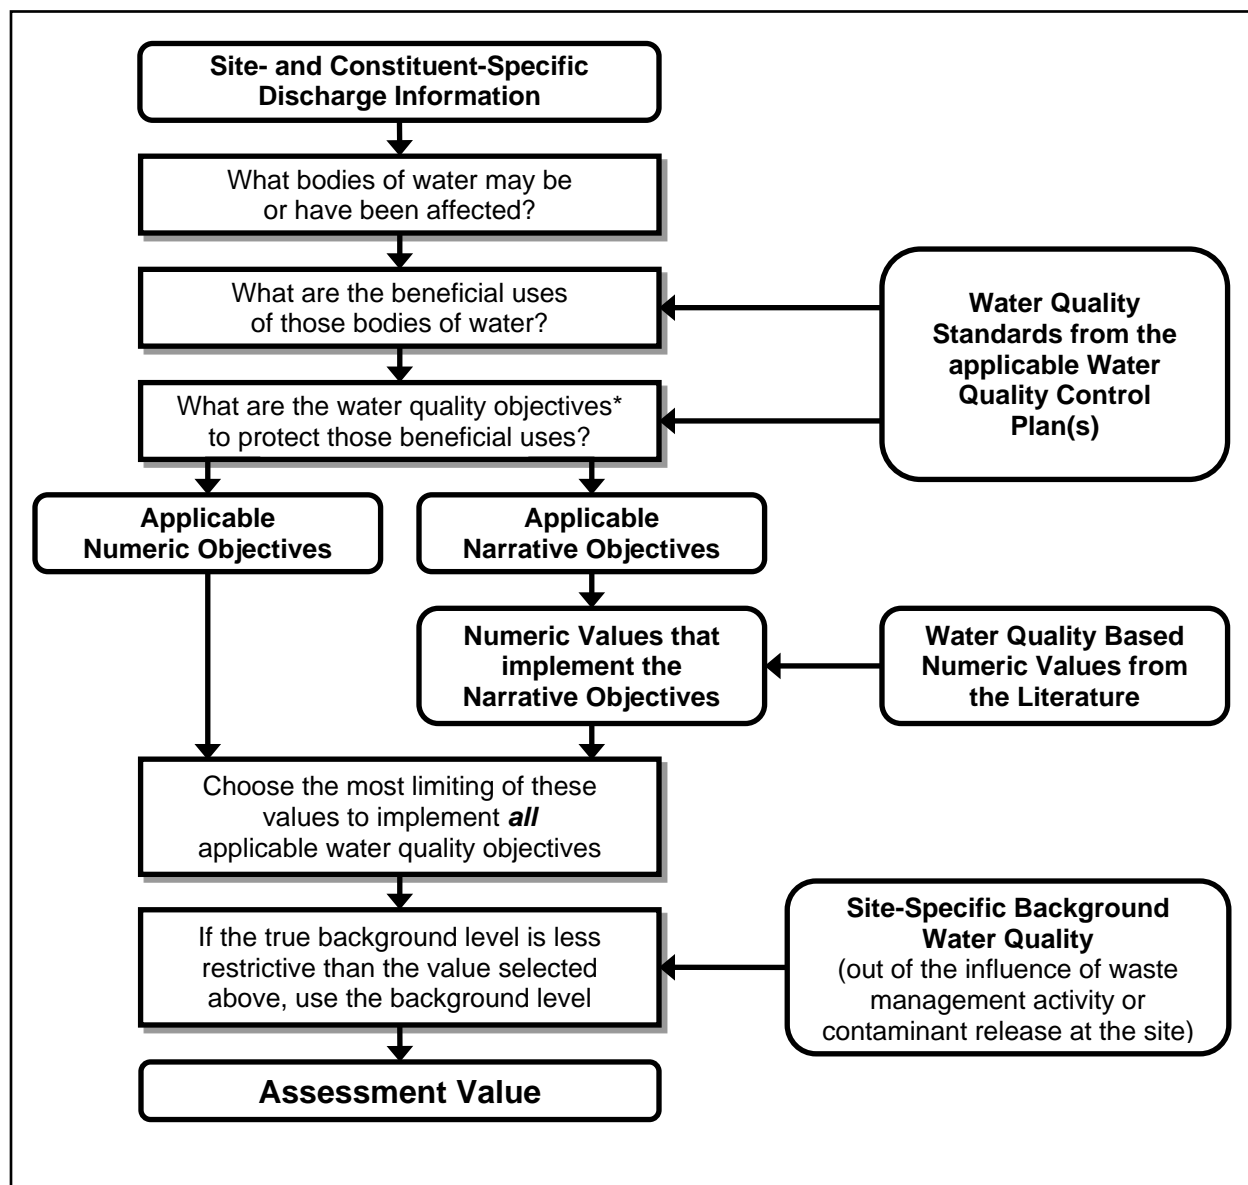 Site- and Constituent-Specific
Discharge Information
What bodies of water may be
or have been affected?
What are the beneficial uses
of those bodies of water?
Water Quality
Standards from the
applicable Water
Quality Control
Plan(s)
What are the water quality objectives*
to protect those beneficial uses?
Applicable
Numeric Objectives
Applicable
Narrative Objectives
Numeric Values that
implement the
Narrative Objectives
Water Quality Based
Numeric Values from
the Literature
Choose the most limiting of these
values to implement all
applicable water quality objectives
If the true background level is less
restrictive than the value selected
above, use the background level
Site-Specific Background
Water Quality
(out of the influence of waste
management activity or
contaminant release at the site)
Assessment Value